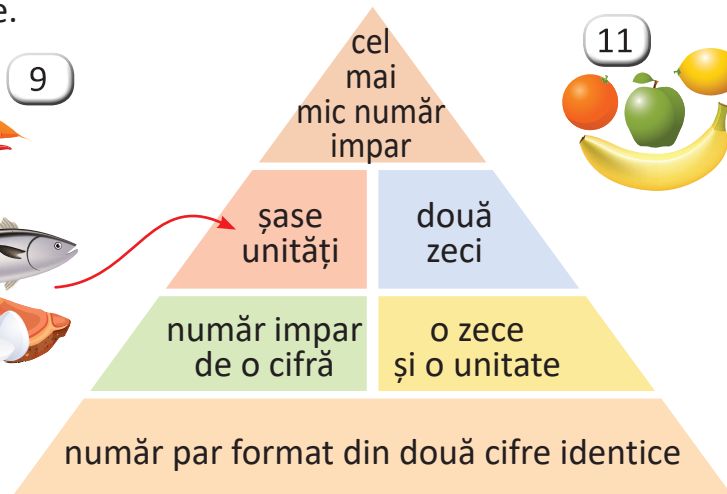 e.
9
11
cel
mai
mic număr
impar
șase
unități
două
zeci
număr impar
de o cifră
o zece
și o unitate
număr par format din două cifre identice